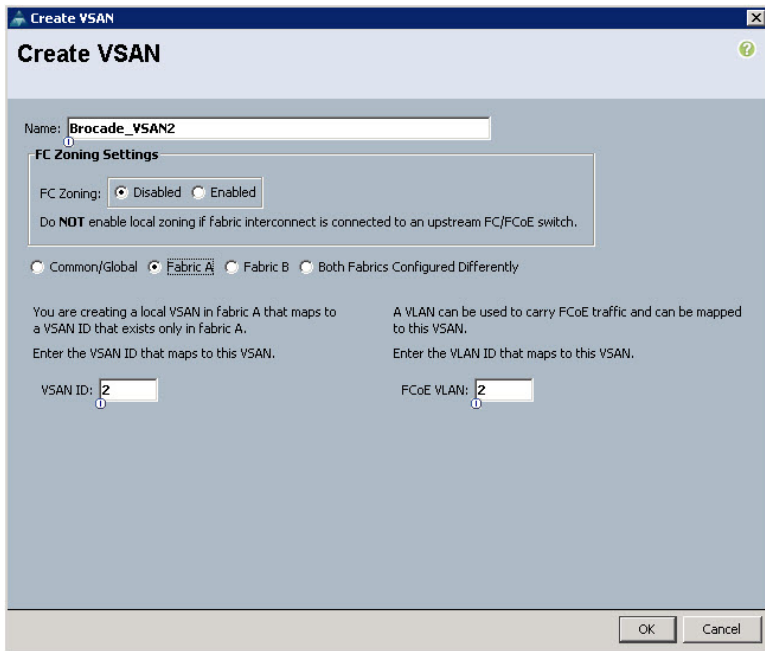 Create VSAN
Create VSAN
Name: Brocade_VSAN2
FC Zoning Settings
FC Zoning: Disabled Enabled
Do NOT enable local zoning if fabric interconnect is connected to an upstream FC/FCoE switch.
Common/Global Fabric A Fabric B Both Fabrics Configured Differently
You are creating a local VSAN in fabric A that maps to
a VSAN ID that exists only in fabric A.
Enter the VSAN ID that maps to this VSAN.
VSAN ID: 2
A VLAN can be used to carry FCoE traffic and can be mapped
to this VSAN.
Enter the VLAN ID that maps to this VSAN.
FCoE VLAN: 2
OK Cancel